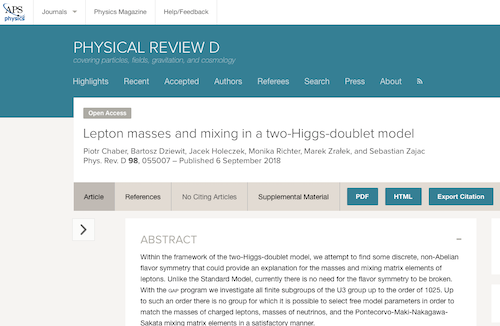 APS
physics
Journals
Physics Magazine
Help/Feedback
PHYSICAL REVIEW D
covering particles, fields, gravitation, and cosmology
Highlights Recent Accepted Authors Referees Search Press About
Open Access
Lepton masses and mixing in a two-Higgs-doublet model
Piotr Chaber, Bartosz Dziewit, Jacek Holeczek, Monika Richter, Marek Zrałek, and Sebastian Zajac
Phys. Rev. D 98, 055007 – Published 6 September 2018
Article References No Citing Articles Supplemental Material PDF HTML Export Citation
ABSTRACT
Within the framework of the two-Higgs-doublet model, we attempt to find some discrete, non-Abelian
flavor symmetry that could provide an explanation for the masses and mixing matrix elements of
leptons. Unlike the Standard Model, currently there is no need for the flavor symmetry to be broken.
With the GAP program we investigate all finite subgroups of the U3 group up to the order of 1025. Up
to such an order there is no group for which it is possible to select free model parameters in order to
match the masses of charged leptons, masses of neutrinos, and the Pontecorvo-Maki-Nakagawa-
Sakata mixing matrix elements in a satisfactory manner.